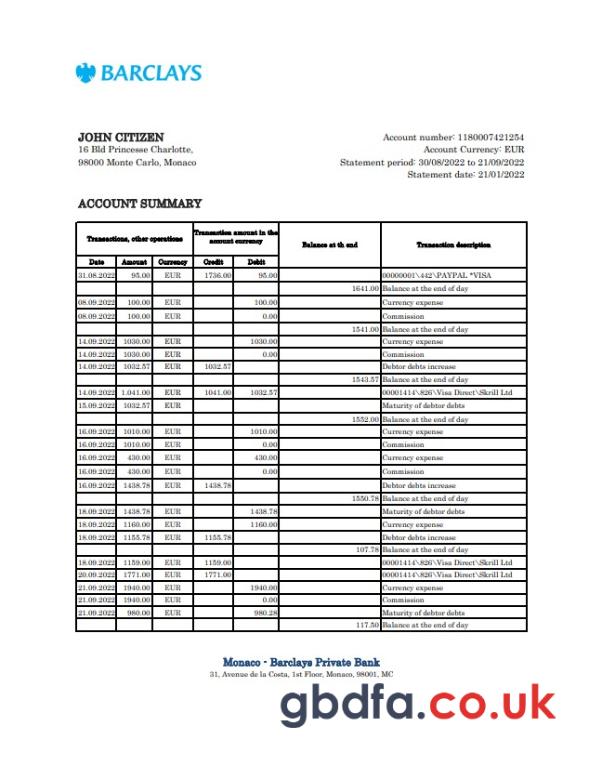 BARCLAYS
JOHN CITIZEN
16 Bld Princesse Charlotte,
98000 Monte Carlo, Monaco
Account number: 1180007421254
Account Currency: EUR
Statement period: 30/08/2022 to 21/09/2022
Statement date: 21/01/2022
ACCOUNT SUMMARY
Transactions, other operations Transaction amount in the account currency Balance at th end Transaction description
Date Amount Currency Credit Debit
31.08.2022 95.00 EUR 1736.00 95.00 00000001\442\PAYPAL *VISA
1641.00 Balance at the end of day
08.09.2022 100.00 EUR 100.00 Currency expense
08.09.2022 100.00 EUR 0.00 Commission
1541.00 Balance at the end of day
14.09.2022 1030.00 EUR 1030.00 Currency expense
14.09.2022 1030.00 EUR 0.00 Commission
14.09.2022 1032.57 EUR 1032.57 Debtor debts increase
1543.57 Balance at the end of day
14.09.2022 1.041.00 EUR 1041.00 1032.57 00001414\826\Visa Direct\Skrill Ltd
15.09.2022 1032.57 EUR Maturity of debtor debts
1552.00 Balance at the end of day
16.09.2022 1010.00 EUR 1010.00 Currency expense
16.09.2022 1010.00 EUR 0.00 Commission
16.09.2022 430.00 EUR 430.00 Currency expense
16.09.2022 430.00 EUR 0.00 Commission
16.09.2022 1438.78 EUR 1438.78 Debtor debts increase
1550.78 Balance at the end of day
18.09.2022 1438.78 EUR 1438.78 Maturity of debtor debts
18.09.2022 1160.00 EUR 1160.00 Currency expense
18.09.2022 1155.78 EUR 1155.78 Debtor debts increase
107.78 Balance at the end of day
18.09.2022 1159.00 EUR 1159.00 00001414\826\Visa Direct\Skrill Ltd
20.09.2022 1771.00 EUR 1771.00 00001414\826\Visa Direct\Skrill Ltd
21.09.2022 1940.00 EUR 1940.00 Currency expense
21.09.2022 1940.00 EUR 0.00 Commission
21.09.2022 980.00 EUR 980.28 Maturity of debtor debts
117.50 Balance at the end of day
Monaco - Barclays Private Bank
31, Avenue de la Costa, 1st Floor, Monaco, 98001, MC
gbdfa.co.uk